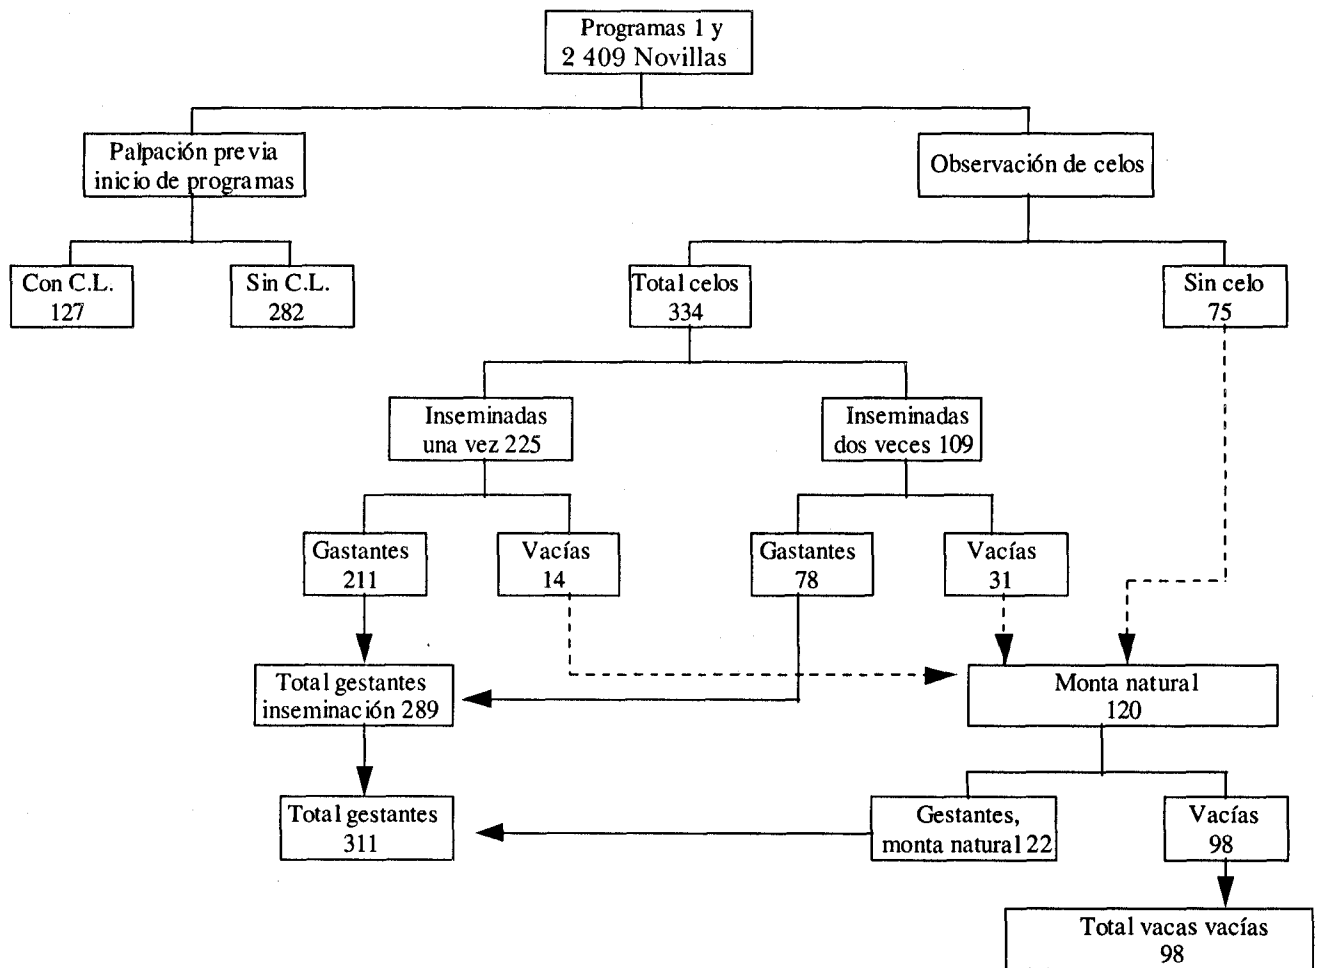 Programas 1 y
2 409 Novillas
Palpación previa
inicio de programas
Observación de celos
Con C.L.
127
Sin C.L.
282
Total celos
334
Sin celo
75
Inseminadas
una vez 225
Inseminadas
dos veces 109
Gastantes
211
Vacías
14
Gastantes
78
Vacías
31
Total gestantes
inseminación 289
Monta natural
120
Total gestantes
311
Gestantes,
monta natural 22
Vacías
98
Total vacas vacías
98